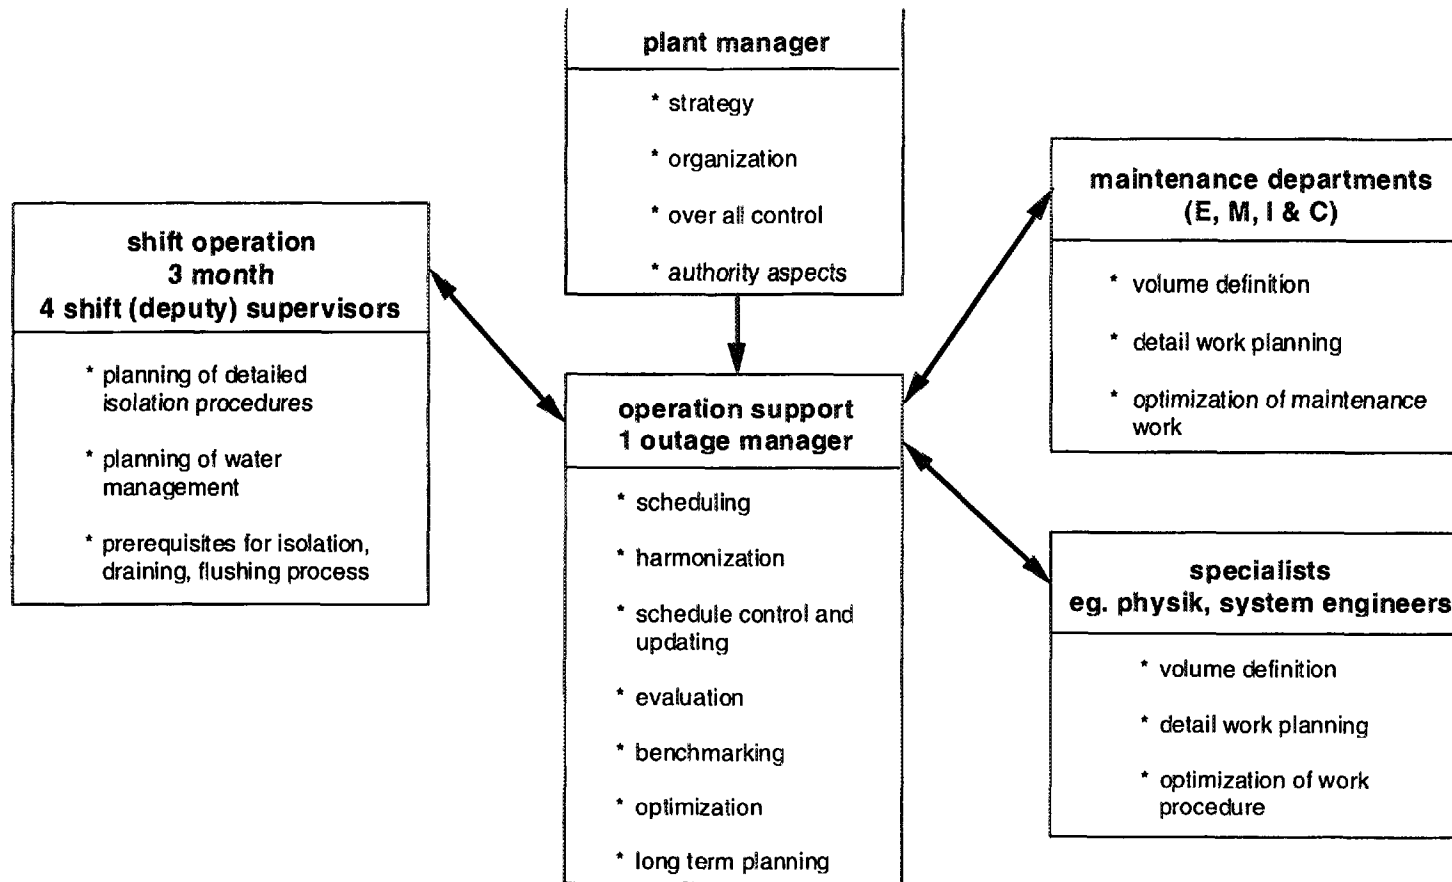 plant manager
* strategy
* organization
* over all control
* authority aspects
shift operation
3 month
4 shift (deputy) supervisors
* planning of detailed
isolation procedures
* planning of water
management
* prerequisites for isolation,
draining, flushing process
operation support
1 outage manager
* scheduling
* harmonization
* schedule control and
updating
* evaluation
* benchmarking
* optimization
* long term planning
maintenance departments
(E, M, I & C)
* volume definition
* detail work planning
* optimization of maintenance
work
specialists
eg. physik, system engineers
* volume definition
* detail work planning
* optimization of work
procedure